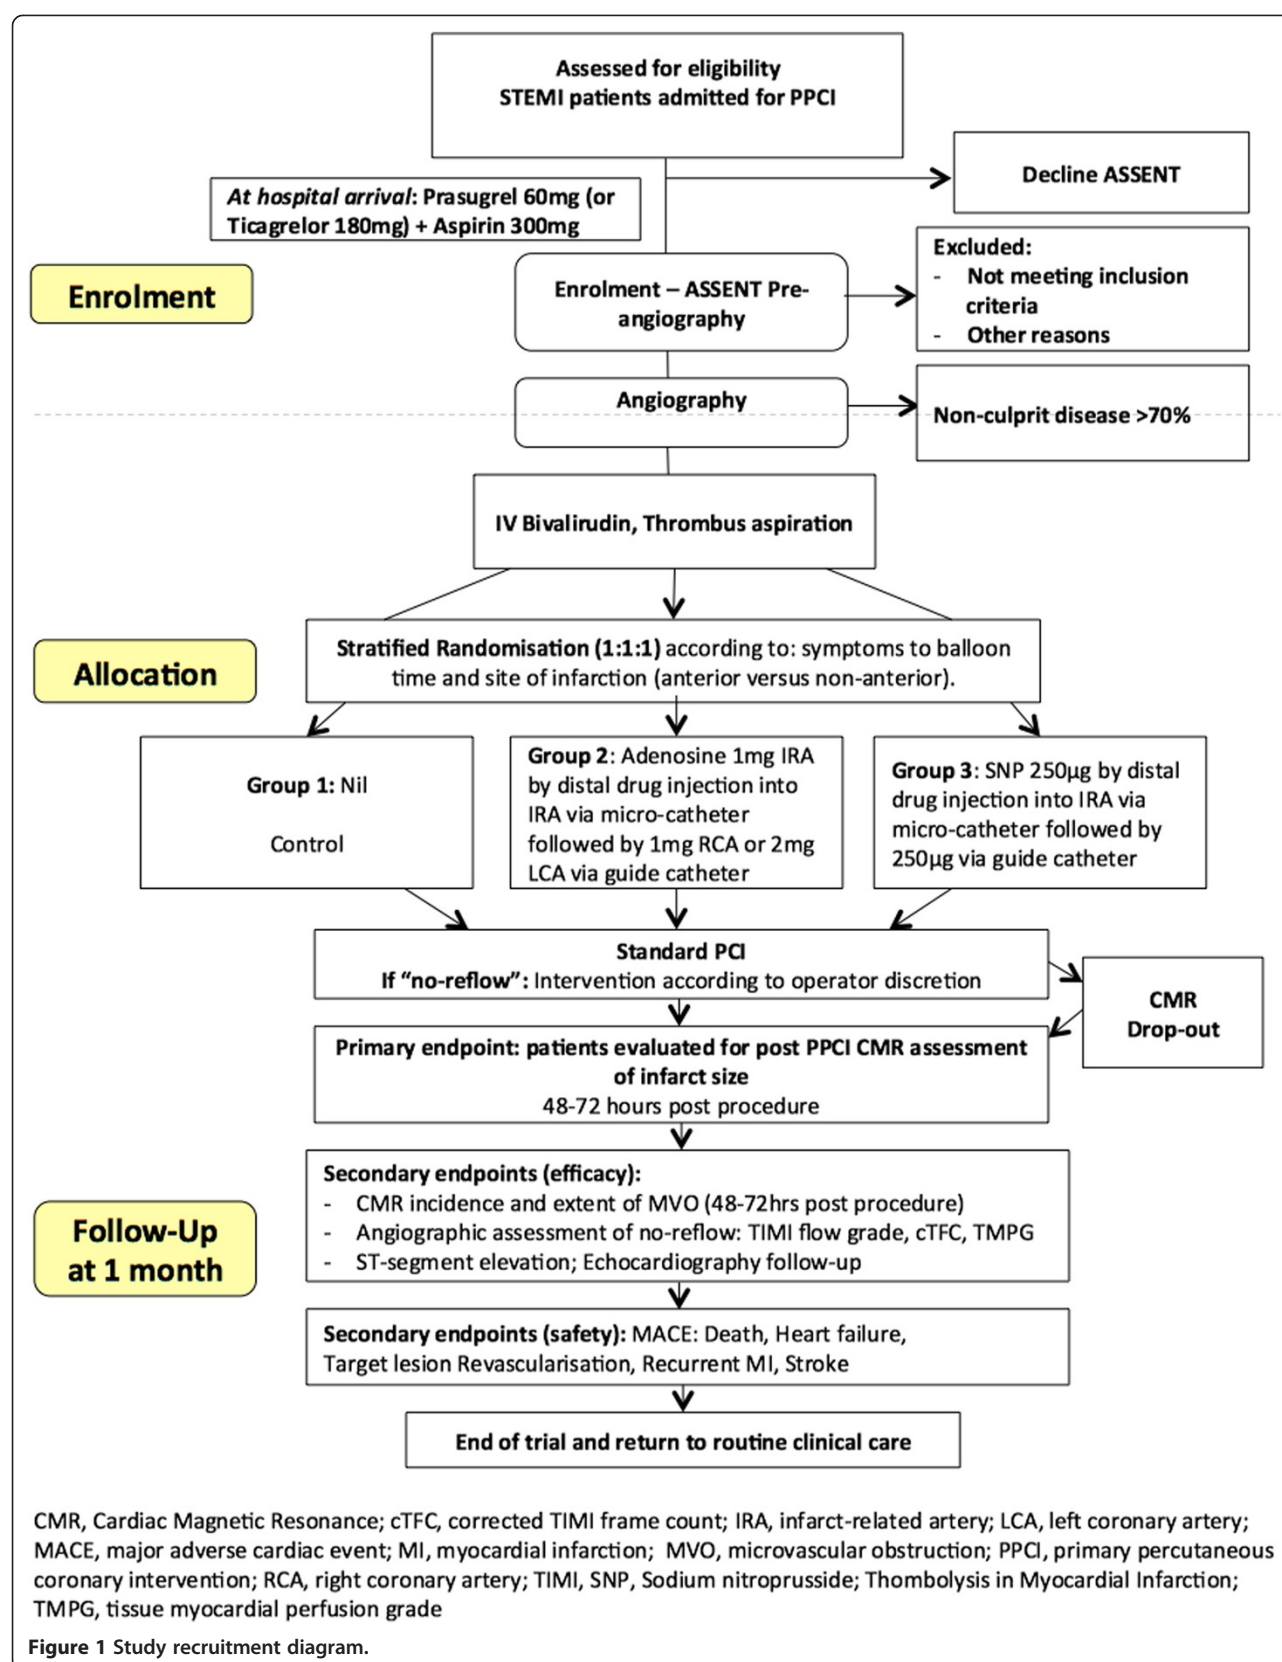 Assessed for eligibility
STEMI patients admitted for PPCI
Decline ASSENT
At hospital arrival: Prasugrel 60mg (or
Ticagrelor 180mg) + Aspirin 300mg
Enrolment
Enrolment – ASSENT Pre-
angiography
Excluded:
- Not meeting inclusion
criteria
- Other reasons
Angiography
Non-culprit disease >70%
IV Bivalirudin, Thrombus aspiration
Allocation
Stratified Randomisation (1:1:1) according to: symptoms to balloon
time and site of infarction (anterior versus non-anterior).
Group 1: Nil
Control
Group 2: Adenosine 1mg IRA
by distal drug injection into
IRA via micro-catheter
followed by 1mg RCA or 2mg
LCA via guide catheter
Group 3: SNP 250µg by distal
drug injection into IRA via
micro-catheter followed by
250µg via guide catheter
Standard PCI
If “no-reflow”: Intervention according to operator discretion
CMR
Drop-out
Primary endpoint: patients evaluated for post PPCI CMR assessment
of infarct size
48-72 hours post procedure
Follow-Up
at 1 month
Secondary endpoints (efficacy):
- CMR incidence and extent of MVO (48-72hrs post procedure)
- Angiographic assessment of no-reflow: TIMI flow grade, cTFC, TMPG
- ST-segment elevation; Echocardiography follow-up
Secondary endpoints (safety): MACE: Death, Heart failure,
Target lesion Revascularisation, Recurrent MI, Stroke
End of trial and return to routine clinical care
CMR, Cardiac Magnetic Resonance; cTFC, corrected TIMI frame count; IRA, infarct-related artery; LCA, left coronary artery;
MACE, major adverse cardiac event; MI, myocardial infarction; MVO, microvascular obstruction; PPCI, primary percutaneous
coronary intervention; RCA, right coronary artery; TIMI, SNP, Sodium nitroprusside; Thombolysis in Myocardial Infarction;
TMPG, tissue myocardial perfusion grade
Figure 1 Study recruitment diagram.